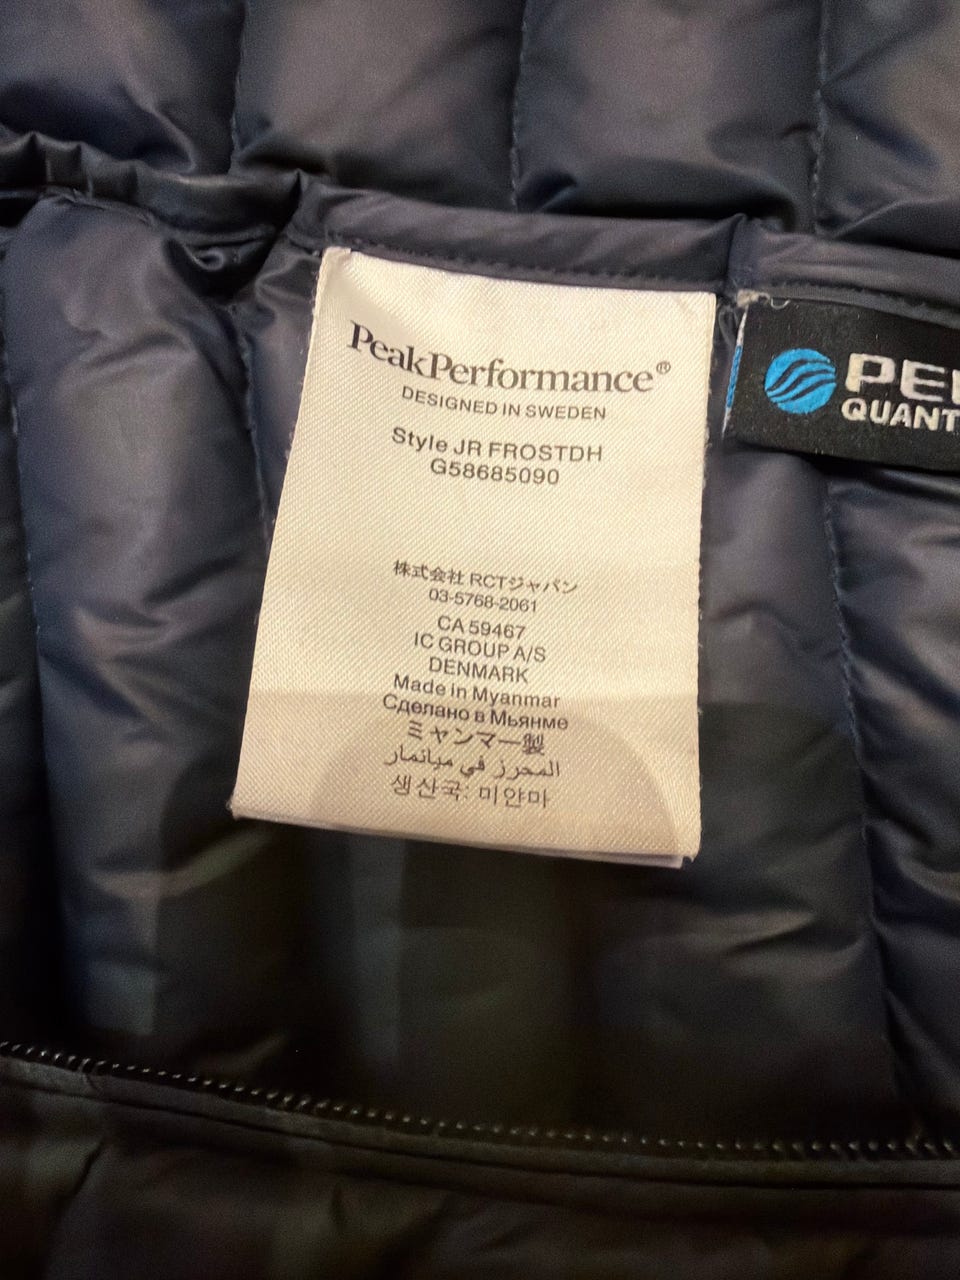 PeakPerformance®
DESIGNED IN SWEDEN
Style JR FROSTDH
G58685090
株式会社 RCTジャパン
03-5768-2061
CA 59467
IC GROUP A/S
DENMARK
Made in Myanmar
Сделано в Мьянме
ミャンマー製
المحرز في ميانمار
생산국: 미얀마
QUANT